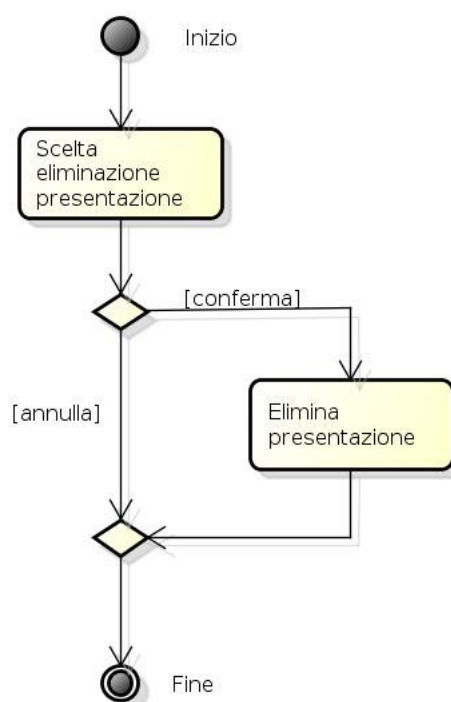 Inizio
Scelta
eliminazione
presentazione
[conferma]
[annulla]
Elimina
presentazione
Fine